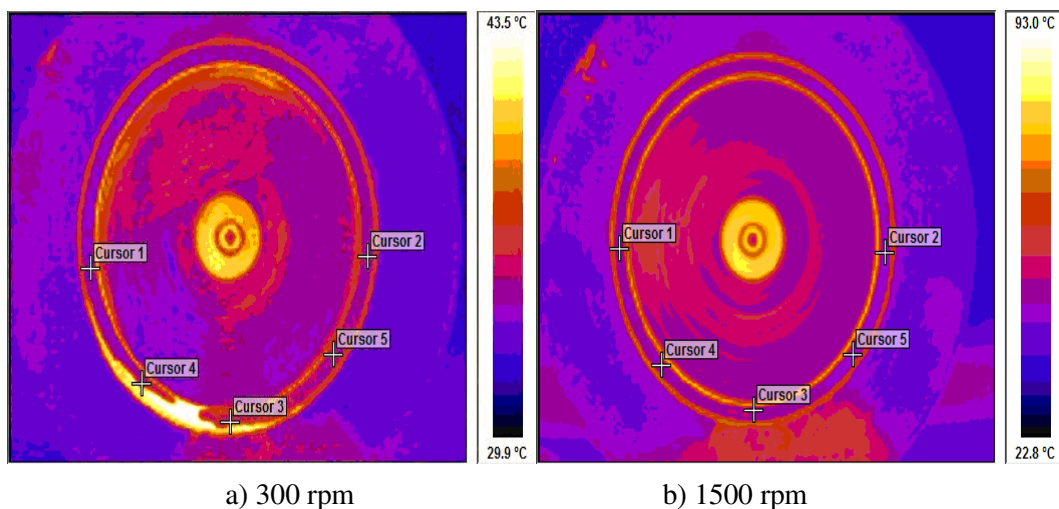 43.5 °C
Cursor 1
Cursor 2
Cursor 5
Cursor 4
Cursor 3
29.9 °C
93.0 °C
Cursor 1
Cursor 2
Cursor 5
Cursor 4
Cursor 3
22.8 °C
a) 300 rpm
b) 1500 rpm